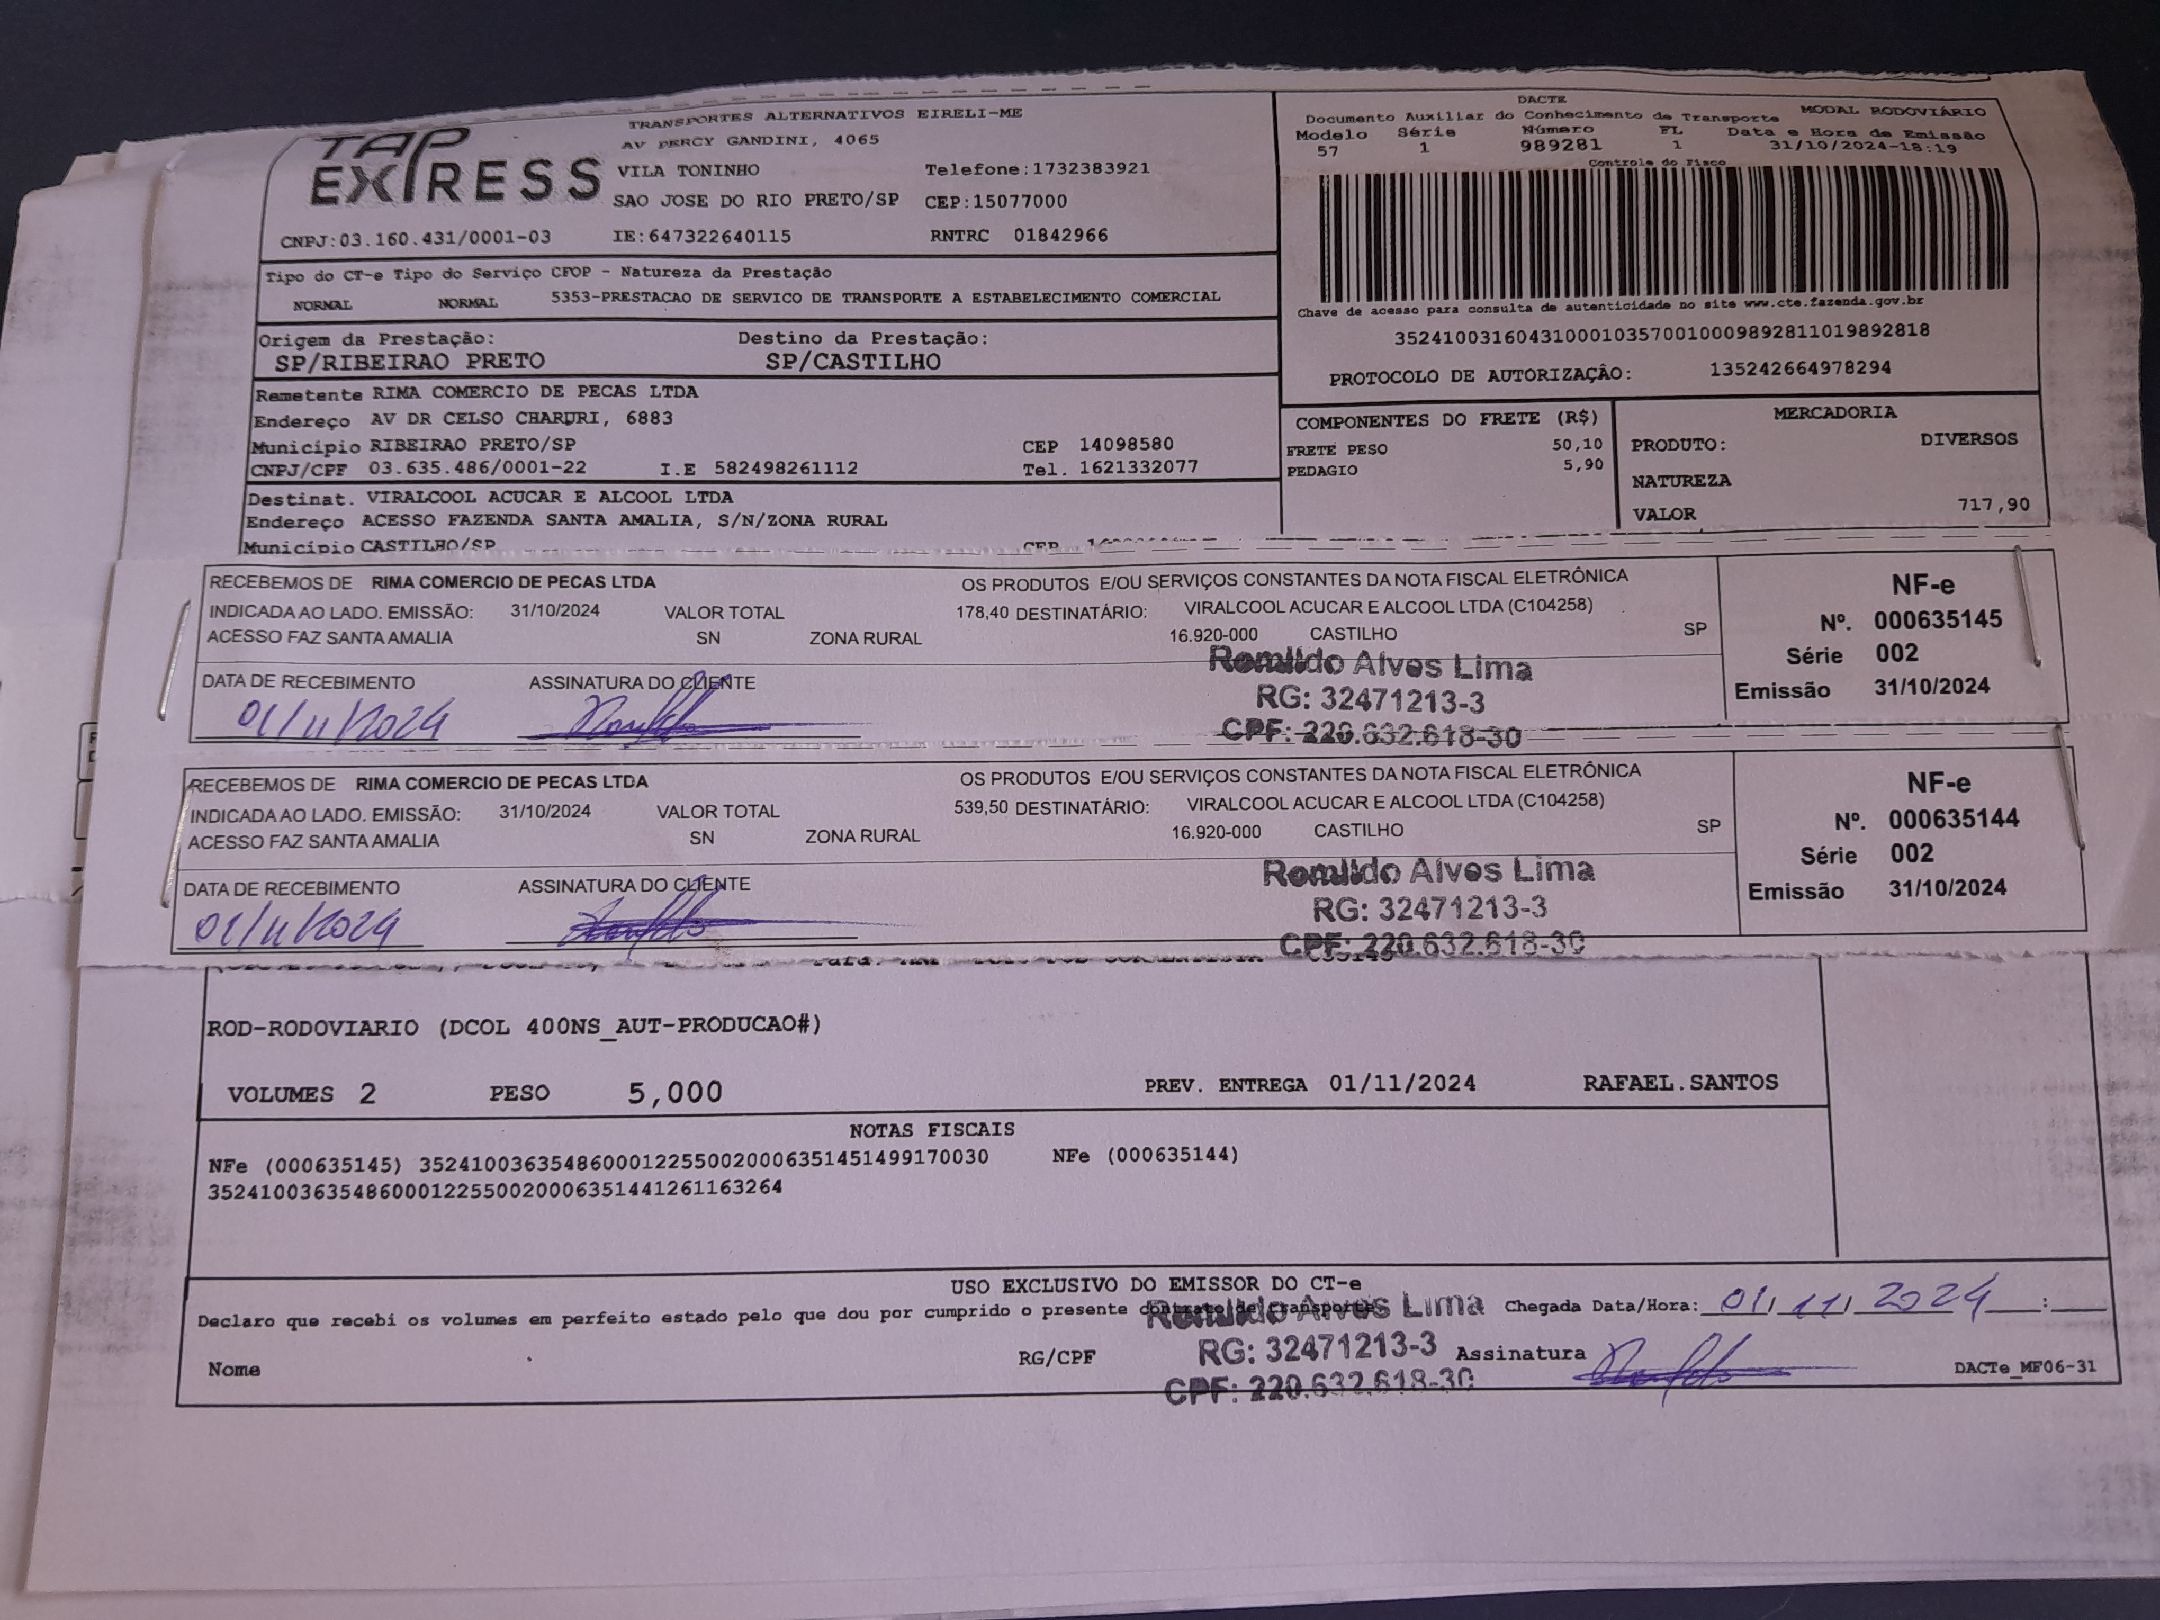 TAP EXPRESS
TRANSPORTES ALTERNATIVOS EIRELI-ME
AV PERCY GANDINI, 4065
VILA TONINHO Telefone:1732383921
SAO JOSE DO RIO PRETO/SP CEP:15077000
CNPJ:03.160.431/0001-03 IE:647322640115 RNTRC 01842966
DACTE
Documento Auxiliar do Conhecimento de Transporte MODAL RODOVIÁRIO
Modelo Série Número FL Data e Hora de Emissão
57 1 989281 1 31/10/2024-18:19
Controle do Fisco
Chave de acesso para consulta de autenticidade no site www.cte.fazenda.gov.br
35241003160431000103570010009892811019892818
PROTOCOLO DE AUTORIZAÇÃO: 135242664978294
Tipo do CT-e Tipo do Serviço CFOP - Natureza da Prestação
NORMAL NORMAL 5353-PRESTACAO DE SERVICO DE TRANSPORTE A ESTABELECIMENTO COMERCIAL
Origem da Prestação: Destino da Prestação:
SP/RIBEIRAO PRETO SP/CASTILHO
Remetente RIMA COMERCIO DE PECAS LTDA
Endereço AV DR CELSO CHARURI, 6883
Município RIBEIRAO PRETO/SP CEP 14098580
CNPJ/CPF 03.635.486/0001-22 I.E 582498261112 Tel. 1621332077
Destinat. VIRALCOOL ACUCAR E ALCOOL LTDA
Endereço ACESSO FAZENDA SANTA AMALIA, S/N/ZONA RURAL
Município CASTILHO/SP CEP
COMPONENTES DO FRETE (R$)
FRETE PESO 50,10
PEDAGIO 5,90
MERCADORIA
PRODUTO: DIVERSOS
NATUREZA
VALOR 717,90
RECEBEMOS DE RIMA COMERCIO DE PECAS LTDA OS PRODUTOS E/OU SERVIÇOS CONSTANTES DA NOTA FISCAL ELETRÔNICA
INDICADA AO LADO. EMISSÃO: 31/10/2024 VALOR TOTAL 178,40 DESTINATÁRIO: VIRALCOOL ACUCAR E ALCOOL LTDA (C104258)
ACESSO FAZ SANTA AMALIA SN ZONA RURAL 16.920-000 CASTILHO SP
DATA DE RECEBIMENTO ASSINATURA DO CLIENTE
01/11/2024
Romildo Alves Lima
RG: 32471213-3
CPF: 220.632.618-30
NF-e
Nº. 000635145
Série 002
Emissão 31/10/2024
RECEBEMOS DE RIMA COMERCIO DE PECAS LTDA OS PRODUTOS E/OU SERVIÇOS CONSTANTES DA NOTA FISCAL ELETRÔNICA
INDICADA AO LADO. EMISSÃO: 31/10/2024 VALOR TOTAL 539,50 DESTINATÁRIO: VIRALCOOL ACUCAR E ALCOOL LTDA (C104258)
ACESSO FAZ SANTA AMALIA SN ZONA RURAL 16.920-000 CASTILHO SP
DATA DE RECEBIMENTO ASSINATURA DO CLIENTE
01/11/2024
Romildo Alves Lima
RG: 32471213-3
CPF: 220.632.618-30
NF-e
Nº. 000635144
Série 002
Emissão 31/10/2024
ROD-RODOVIARIO (DCOL 400NS_AUT-PRODUCAO#)
VOLUMES 2 PESO 5,000 PREV. ENTREGA 01/11/2024 RAFAEL.SANTOS
NOTAS FISCAIS
NFe (000635145) 35241003635486000122550020006351451499170030 NFe (000635144)
35241003635486000122550020006351441261163264
USO EXCLUSIVO DO EMISSOR DO CT-e
Declaro que recebi os volumes em perfeito estado pelo que dou por cumprido o presente contrato de transporte Chegada Data/Hora: 01/11/2024 :
Romildo Alves Lima
RG: 32471213-3
CPF: 220.632.618-30
Nome RG/CPF Assinatura DACTe_MF06-31